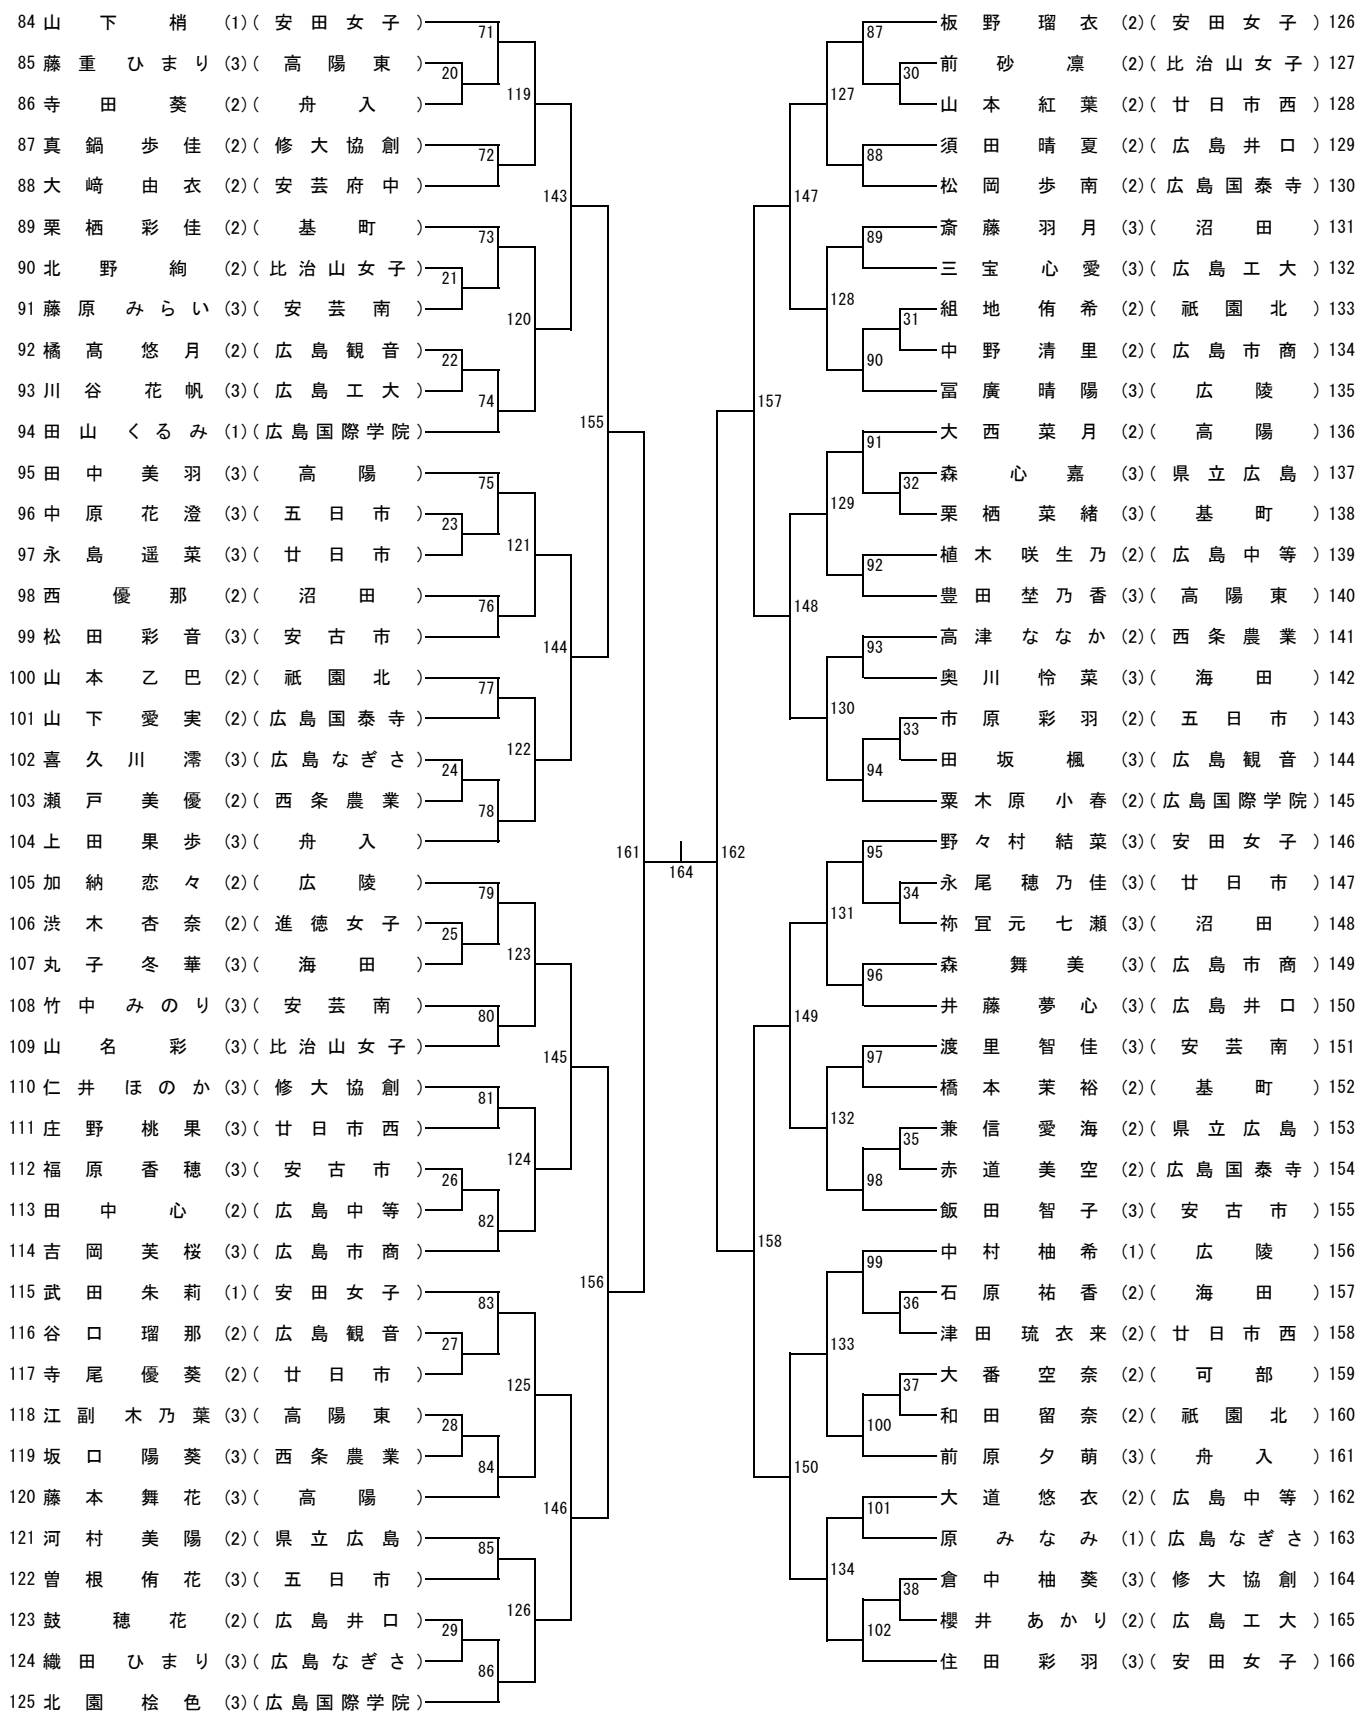 84 山下 梢 (1) ( 安田女子 )
85 藤重 ひまり (3) ( 高陽東 )
86 寺田 葵 (2) ( 舟入 )
87 真鍋 歩佳 (2) ( 修大協創 )
88 大﨑 由衣 (2) ( 安芸府中 )
89 栗栖 彩佳 (2) ( 基町 )
90 北野 絢 (2) ( 比治山女子 )
91 藤原 みらい (3) ( 安芸南 )
92 橘髙 悠月 (2) ( 広島観音 )
93 川谷 花帆 (3) ( 広島工大 )
94 田山 くるみ (1) ( 広島国際学院 )
95 田中 美羽 (3) ( 高陽 )
96 中原 花澄 (3) ( 五日市 )
97 永島 遥菜 (3) ( 廿日市 )
98 西 優那 (2) ( 沼田 )
99 松田 彩音 (3) ( 安古市 )
100 山本 乙巴 (2) ( 祇園北 )
101 山下 愛実 (2) ( 広島国泰寺 )
102 喜久川 澪 (3) ( 広島なぎさ )
103 瀬戸 美優 (2) ( 西条農業 )
104 上田 果歩 (3) ( 舟入 )
105 加納 恋々 (2) ( 広陵 )
106 渋木 杏奈 (2) ( 進徳女子 )
107 丸子 冬華 (3) ( 海田 )
108 竹中 みのり (3) ( 安芸南 )
109 山名 彩 (3) ( 比治山女子 )
110 仁井 ほのか (3) ( 修大協創 )
111 庄野 桃果 (3) ( 廿日市西 )
112 福原 香穂 (3) ( 安古市 )
113 田中 心 (2) ( 広島中等 )
114 吉岡 芙桜 (3) ( 広島市商 )
115 武田 朱莉 (1) ( 安田女子 )
116 谷口 瑠那 (2) ( 広島観音 )
117 寺尾 優葵 (2) ( 廿日市 )
118 江副 木乃葉 (3) ( 高陽東 )
119 坂口 陽葵 (3) ( 西条農業 )
120 藤本 舞花 (3) ( 高陽 )
121 河村 美陽 (2) ( 県立広島 )
122 曽根 侑花 (3) ( 五日市 )
123 鼓 穂花 (2) ( 広島井口 )
124 織田 ひまり (3) ( 広島なぎさ )
125 北園 桧色 (3) ( 広島国際学院 )
71
20
119
72
143
73
21
120
22
74
155
75
23
121
76
144
77
122
24
78
161
79
25
123
80
145
81
124
26
82
156
83
27
125
28
84
146
85
126
29
86
164
162
87
30
127
88
147
89
128
31
90
157
91
32
129
92
148
93
130
33
94
95
34
131
96
149
97
132
35
98
158
99
36
133
37
100
150
101
134
38
102
板野 瑠衣 (2) ( 安田女子 ) 126
前砂 凛 (2) ( 比治山女子 ) 127
山本 紅葉 (2) ( 廿日市西 ) 128
須田 晴夏 (2) ( 広島井口 ) 129
松岡 歩南 (2) ( 広島国泰寺 ) 130
斎藤 羽月 (3) ( 沼田 ) 131
三宝 心愛 (3) ( 広島工大 ) 132
組地 侑希 (2) ( 祇園北 ) 133
中野 清里 (2) ( 広島市商 ) 134
冨廣 晴陽 (3) ( 広陵 ) 135
大西 菜月 (2) ( 高陽 ) 136
森 心嘉 (3) ( 県立広島 ) 137
栗栖 菜緒 (3) ( 基町 ) 138
植木 咲生乃 (2) ( 広島中等 ) 139
豊田 埜乃香 (3) ( 高陽東 ) 140
高津 ななか (2) ( 西条農業 ) 141
奥川 怜菜 (3) ( 海田 ) 142
市原 彩羽 (2) ( 五日市 ) 143
田坂 楓 (3) ( 広島観音 ) 144
粟木原 小春 (2) ( 広島国際学院 ) 145
野々村 結菜 (3) ( 安田女子 ) 146
永尾 穂乃佳 (3) ( 廿日市 ) 147
祢冝元 七瀬 (3) ( 沼田 ) 148
森 舞美 (3) ( 広島市商 ) 149
井藤 夢心 (3) ( 広島井口 ) 150
渡里 智佳 (3) ( 安芸南 ) 151
橋本 茉裕 (2) ( 基町 ) 152
兼信 愛海 (2) ( 県立広島 ) 153
赤道 美空 (2) ( 広島国泰寺 ) 154
飯田 智子 (3) ( 安古市 ) 155
中村 柚希 (1) ( 広陵 ) 156
石原 祐香 (2) ( 海田 ) 157
津田 琉衣来 (2) ( 廿日市西 ) 158
大番 空奈 (2) ( 可部 ) 159
和田 留奈 (2) ( 祇園北 ) 160
前原 夕萌 (3) ( 舟入 ) 161
大道 悠衣 (2) ( 広島中等 ) 162
原 みなみ (1) ( 広島なぎさ ) 163
倉中 柚葵 (3) ( 修大協創 ) 164
櫻井 あかり (2) ( 広島工大 ) 165
住田 彩羽 (3) ( 安田女子 ) 166